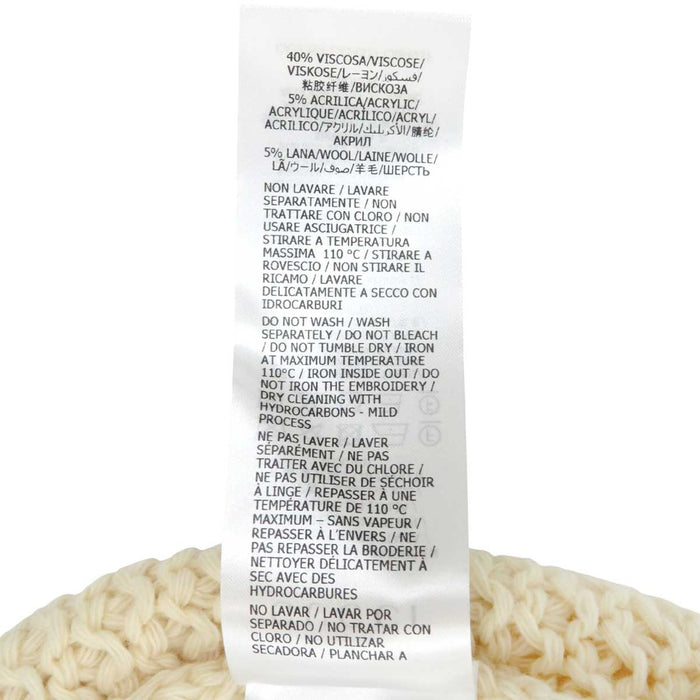 40% VISCOSA/VISCOSE/
VISKOSE/レーヨン/فسكوز/
粘胶纤维/ВИСКОЗА
5% ACRILICA/ACRYLIC/
ACRYLIQUE/ACRÍLICO/ACRYL/
ACRILICO/アクリル/الأكريليك/腈纶/
АКРИЛ
5% LANA/WOOL/LAINE/WOLLE/
LÃ/ウール/صوف/羊毛/ШЕРСТЬ
NON LAVARE / LAVARE
SEPARATAMENTE / NON
TRATTARE CON CLORO / NON
USARE ASCIUGATRICE /
STIRARE A TEMPERATURA
MASSIMA 110 °C / STIRARE A
ROVESCIO / NON STIRARE IL
RICAMO / LAVARE
DELICATAMENTE A SECCO CON
IDROCARBURI
DO NOT WASH / WASH
SEPARATELY / DO NOT BLEACH
/ DO NOT TUMBLE DRY / IRON
AT MAXIMUM TEMPERATURE
110°C / IRON INSIDE OUT / DO
NOT IRON THE EMBROIDERY /
DRY CLEANING WITH
HYDROCARBONS - MILD
PROCESS
NE PAS LAVER / LAVER
SÉPARÉMENT / NE PAS
TRAITER AVEC DU CHLORE /
NE PAS UTILISER DE SÉCHOIR
À LINGE / REPASSER À UNE
TEMPÉRATURE DE 110 °C
MAXIMUM – SANS VAPEUR /
REPASSER À L'ENVERS / NE
PAS REPASSER LA BRODERIE /
NETTOYER DÉLICATEMENT À
SEC AVEC DES
HYDROCARBURES
NO LAVAR / LAVAR POR
SEPARADO / NO TRATAR CON
CLORO / NO UTILIZAR
SECADORA / PLANCHAR A